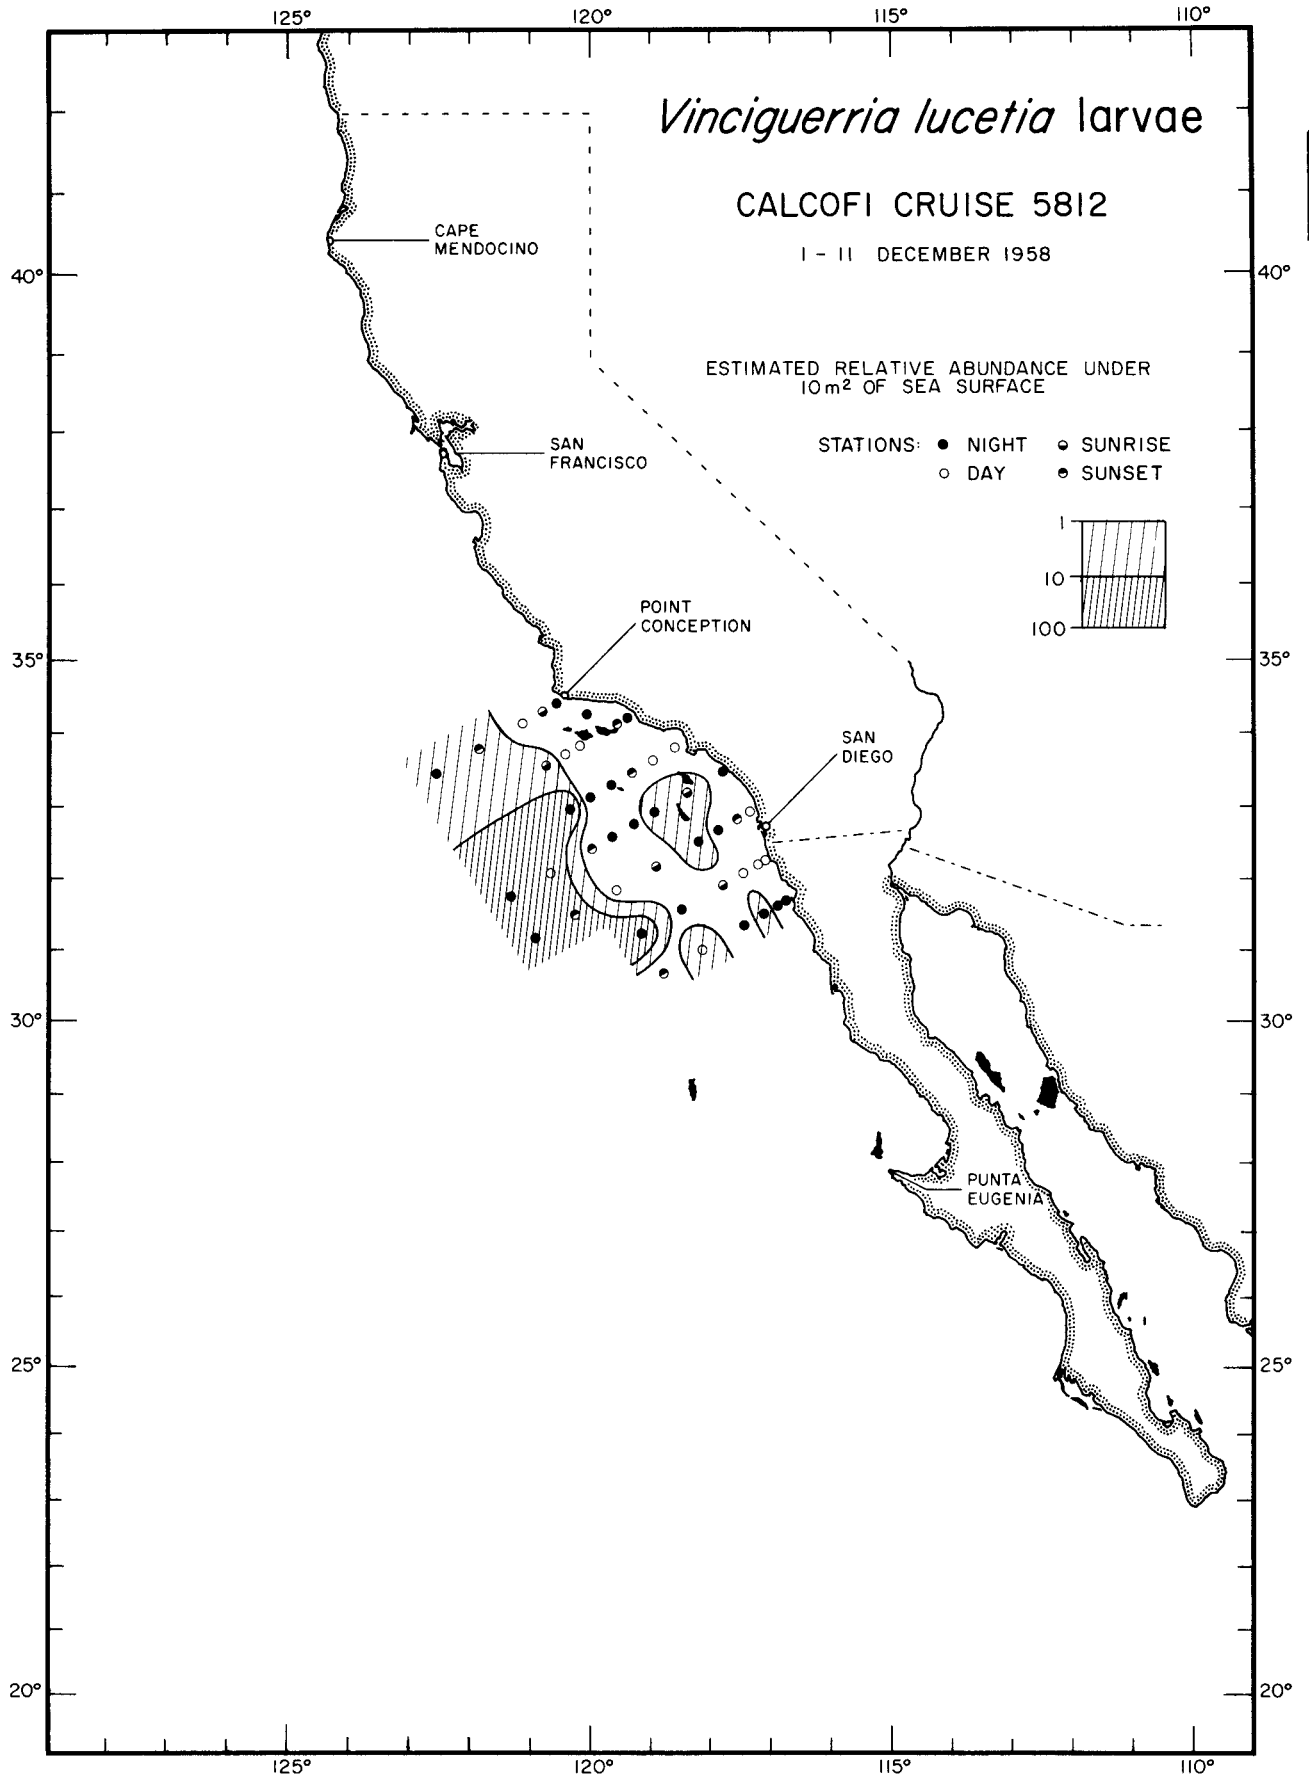 125° 120° 115° 110°
Vinciguerria lucetia larvae
CALCOFI CRUISE 5812
1 - 11 DECEMBER 1958
CAPE
MENDOCINO
40° 40°
ESTIMATED RELATIVE ABUNDANCE UNDER
10m² OF SEA SURFACE
STATIONS: ● NIGHT ◒ SUNRISE
○ DAY ◓ SUNSET
SAN
FRANCISCO
1
10
100
POINT
CONCEPTION
35° 35°
SAN
DIEGO
30° 30°
PUNTA
EUGENIA
25° 25°
20° 20°
125° 120° 115° 110°